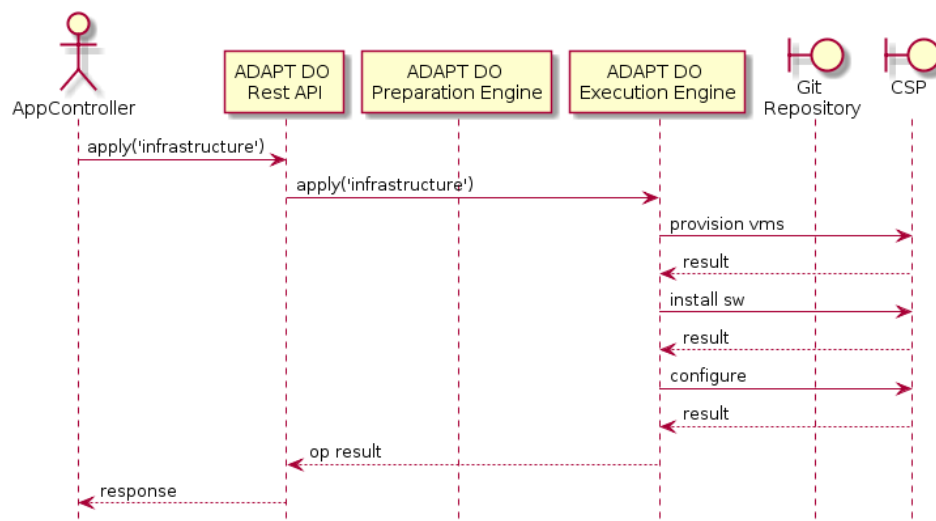 AppController
ADAPT DO
Rest API
ADAPT DO
Preparation Engine
ADAPT DO
Execution Engine
Git
Repository
CSP
apply('infrastructure')
apply('infrastructure')
provision vms
result
install sw
result
configure
result
op result
response